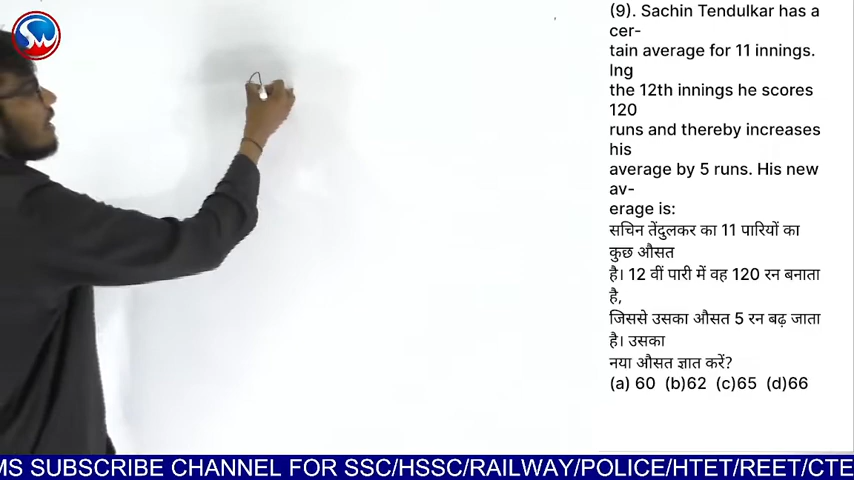 SW
(9). Sachin Tendulkar has a
cer-
tain average for 11 innings.
Ing
the 12th innings he scores
120
runs and thereby increases
his
average by 5 runs. His new
av-
erage is:
सचिन तेंदुलकर का 11 पारियों का
कुछ औसत
है। 12 वीं पारी में वह 120 रन बनाता
है,
जिससे उसका औसत 5 रन बढ़ जाता
है। उसका
नया औसत ज्ञात करें?
(a) 60 (b)62 (c)65 (d)66
MS SUBSCRIBE CHANNEL FOR SSC/HSSC/RAILWAY/POLICE/HTET/REET/CTE